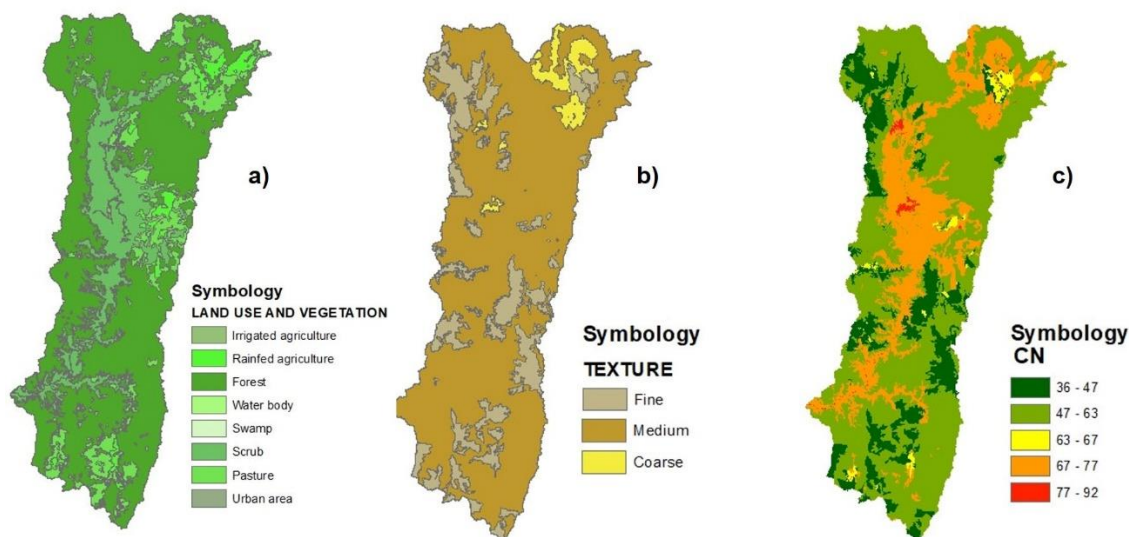 a)
Symbology
LAND USE AND VEGETATION
Irrigated agriculture
Rainfed agriculture
Forest
Water body
Swamp
Scrub
Pasture
Urban area
b)
Symbology
TEXTURE
Fine
Medium
Coarse
c)
Symbology
CN
36 - 47
47 - 63
63 - 67
67 - 77
77 - 92